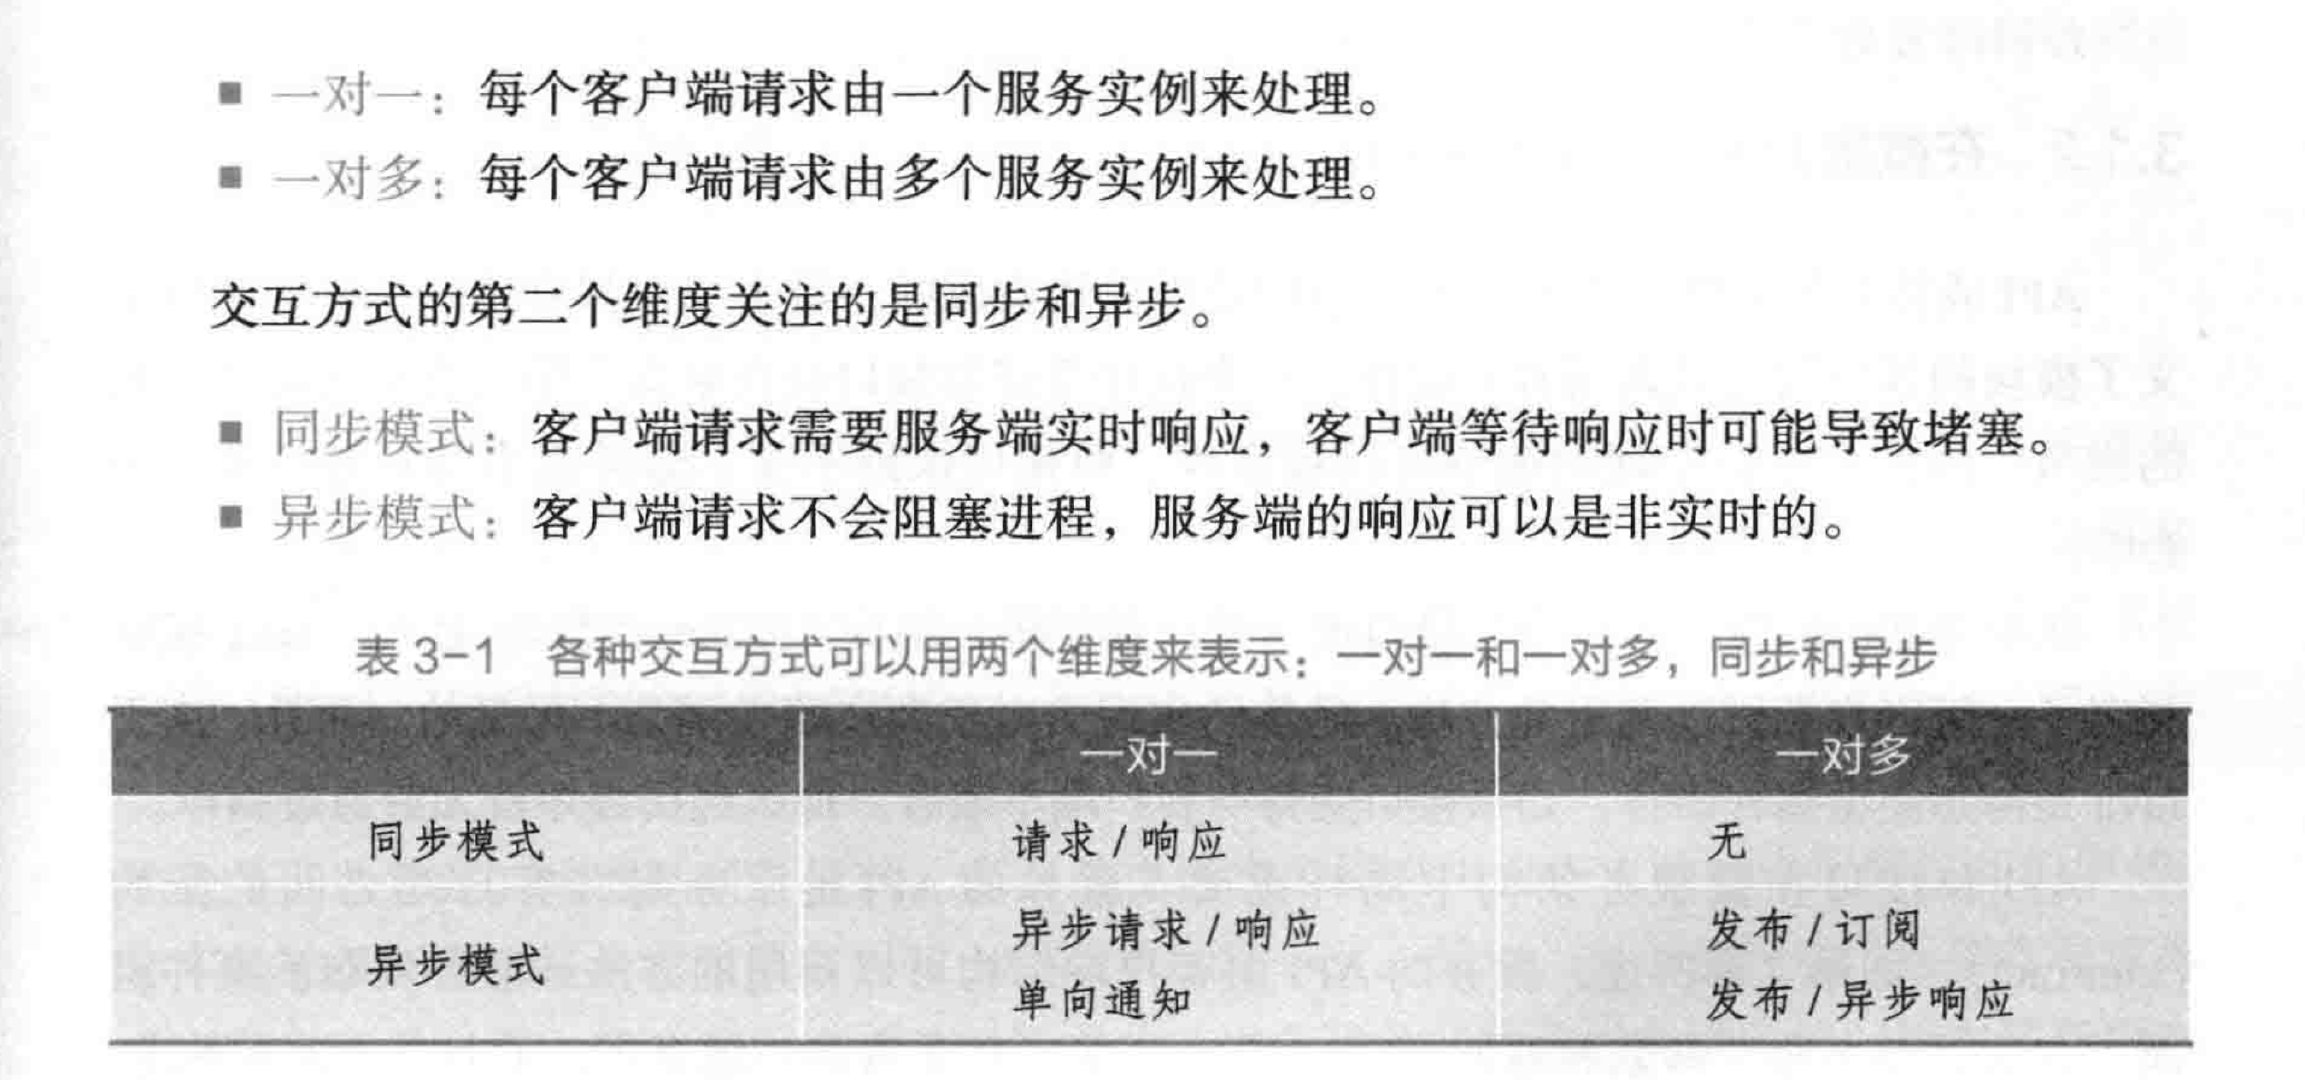 ■ 一对一：每个客户端请求由一个服务实例来处理。
■ 一对多：每个客户端请求由多个服务实例来处理。
交互方式的第二个维度关注的是同步和异步。
■ 同步模式：客户端请求需要服务端实时响应，客户端等待响应时可能导致堵塞。
■ 异步模式：客户端请求不会阻塞进程，服务端的响应可以是非实时的。
表 3-1 各种交互方式可以用两个维度来表示：一对一和一对多，同步和异步
一对一 一对多
同步模式 请求 / 响应 无
异步模式 异步请求 / 响应 发布 / 订阅
单向通知 发布 / 异步响应